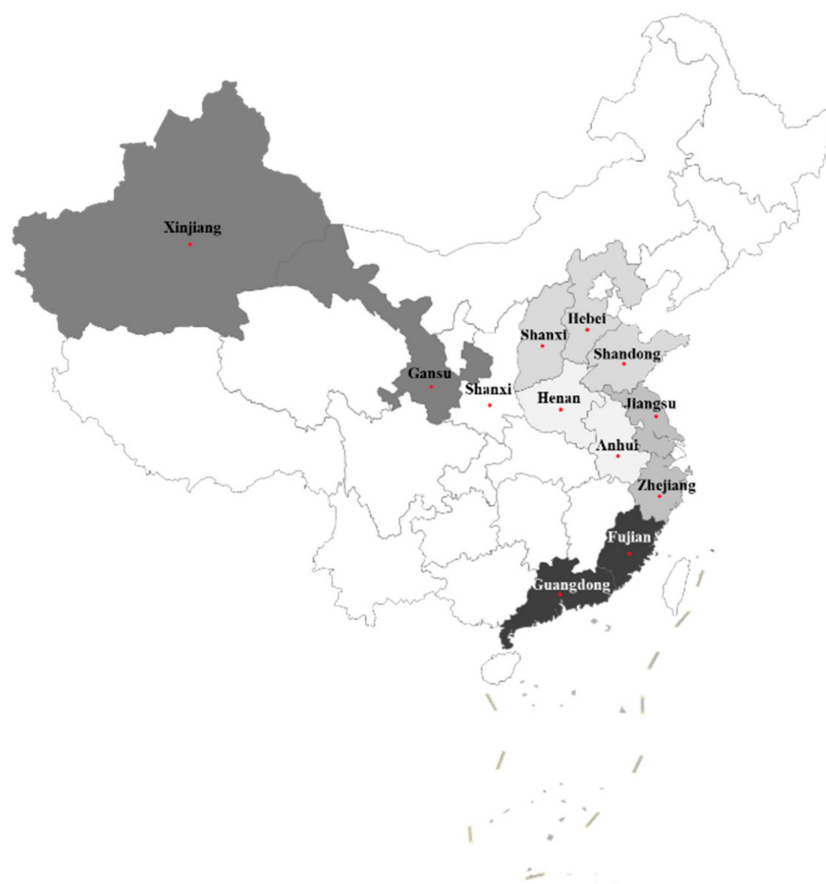 Xinjiang
Hebei
Shanxi
Shandong
Gansu
Shanxi
Henan
Jiangsu
Anhui
Zhejiang
Fujian
Guangdong